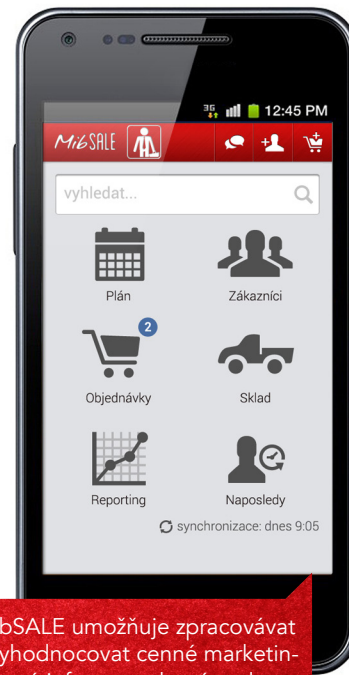 3G 12:45 PM
MibSALE
vyhledat...
Plán Zákazníci
2
Objednávky Sklad
Reporting Naposledy
synchronizace: dnes 9:05
bSALE umožňuje zpracovávat
yhodnocovat cenné marketin-